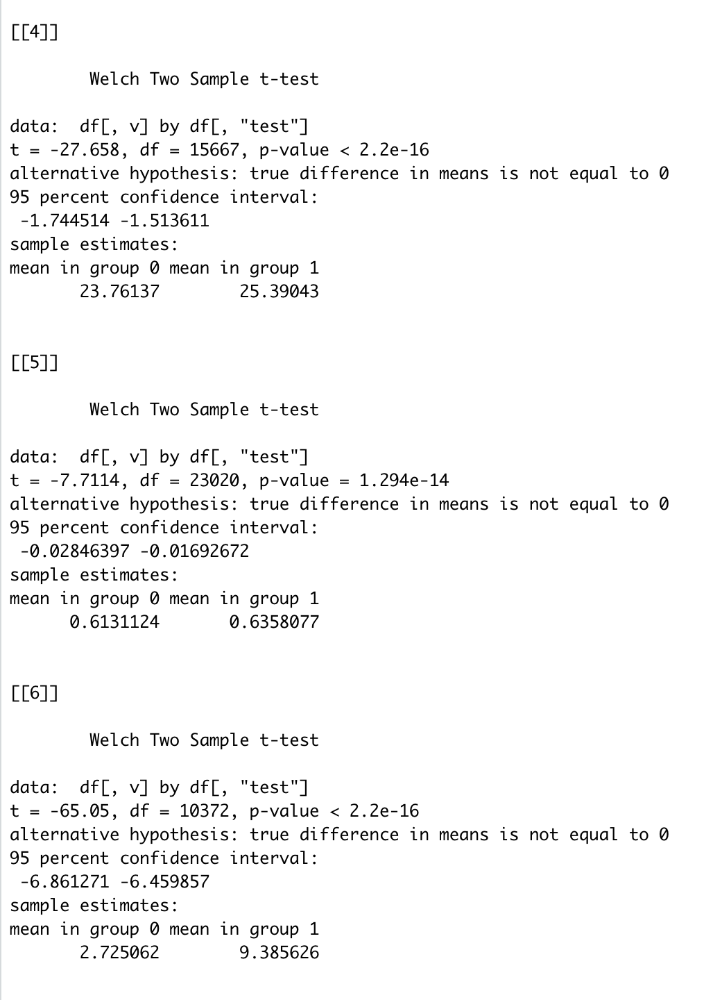 [[4]]
Welch Two Sample t-test
data:  df[, v] by df[, "test"]
t = -27.658, df = 15667, p-value < 2.2e-16
alternative hypothesis: true difference in means is not equal to 0
95 percent confidence interval:
-1.744514 -1.513611
sample estimates:
mean in group 0 mean in group 1
23.76137        25.39043
[[5]]
Welch Two Sample t-test
data:  df[, v] by df[, "test"]
t = -7.7114, df = 23020, p-value = 1.294e-14
alternative hypothesis: true difference in means is not equal to 0
95 percent confidence interval:
-0.02846397 -0.01692672
sample estimates:
mean in group 0 mean in group 1
0.6131124       0.6358077
[[6]]
Welch Two Sample t-test
data:  df[, v] by df[, "test"]
t = -65.05, df = 10372, p-value < 2.2e-16
alternative hypothesis: true difference in means is not equal to 0
95 percent confidence interval:
-6.861271 -6.459857
sample estimates:
mean in group 0 mean in group 1
2.725062        9.385626